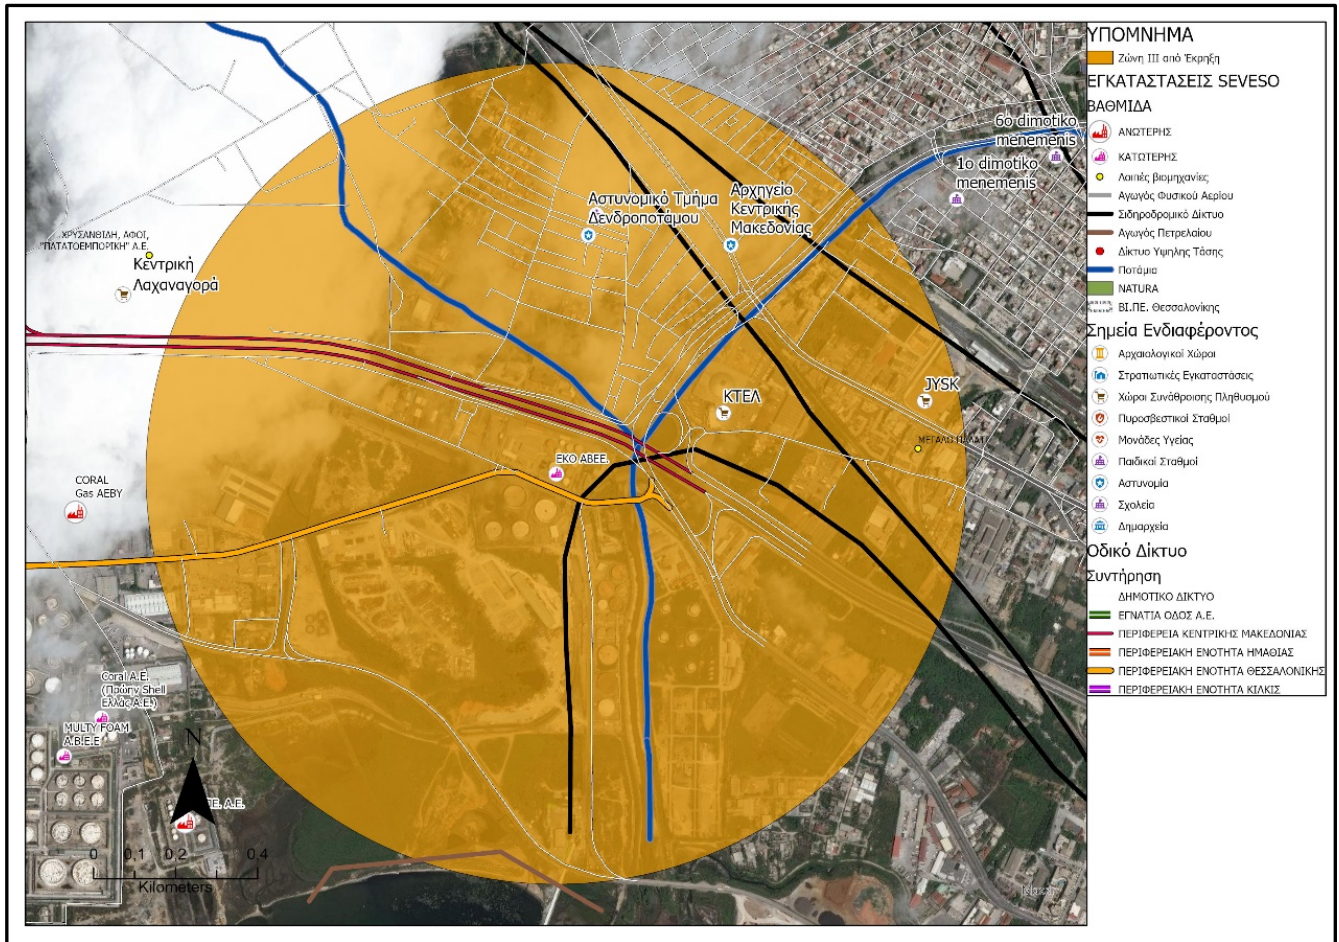 ΥΠΟΜΝΗΜΑ
Ζώνη ΙΙΙ από Έκρηξη
ΕΓΚΑΤΑΣΤΑΣΕΙΣ SEVESO
ΒΑΘΜΙΔΑ
ΑΝΩΤΕΡΗΣ
ΚΑΤΩΤΕΡΗΣ
Λοιπές βιομηχανίες
Αγωγός Φυσικού Αερίου
Σιδηροδρομικό Δίκτυο
Αγωγός Πετρελαίου
Δίκτυο Υψηλης Τάσης
Ποτάμια
NATURA
ΒΙ.ΠΕ. Θεσσαλονίκης
Σημεία Ενδιαφέροντος
Αρχαιολογικοί Χώροι
Στρατιωτικές Εγκαταστάσεις
Χώροι Συνάθροισης Πληθυσμού
Πυροσβεστικοί Σταθμοί
Μονάδες Υγείας
Παιδικοί Σταθμοί
Αστυνομία
Σχολεία
Δημαρχεία
Οδικό Δίκτυο
Συντήρηση
ΔΗΜΟΤΙΚΟ ΔΙΚΤΥΟ
ΕΓΝΑΤΙΑ ΟΔΟΣ Α.Ε.
ΠΕΡΙΦΕΡΕΙΑ ΚΕΝΤΡΙΚΗΣ ΜΑΚΕΔΟΝΙΑΣ
ΠΕΡΙΦΕΡΕΙΑΚΗ ΕΝΟΤΗΤΑ ΗΜΑΘΙΑΣ
ΠΕΡΙΦΕΡΕΙΑΚΗ ΕΝΟΤΗΤΑ ΘΕΣΣΑΛΟΝΙΚΗΣ
ΠΕΡΙΦΕΡΕΙΑΚΗ ΕΝΟΤΗΤΑ ΚΙΛΚΙΣ
6o dimotiko
menemenis
1o dimotiko
menemenis
Αστυνομικό Τμήμα
Δενδροποτάμου
Αρχηγείο
Κεντρικής
Μακεδονίας
ΧΡΥΣΑΝΘΙΔΗ, ΑΦΟΙ,
"ΠΑΤΑΤΟΕΜΠΟΡΙΚΗ" Α.Ε.
Κεντρική
Λαχαναγορά
JYSK
ΚΤΕΛ
ΕΚΟ ΑΒΕΕ.
CORAL
Gas AEBY
Coral A.E.
(Πρώην Shell
Ελλάς Α.Ε.)
MULTY FOAM
Α.Β.Ε.Ε
N
Α.Ε.
0 0,1 0,2 0,4
Kilometers